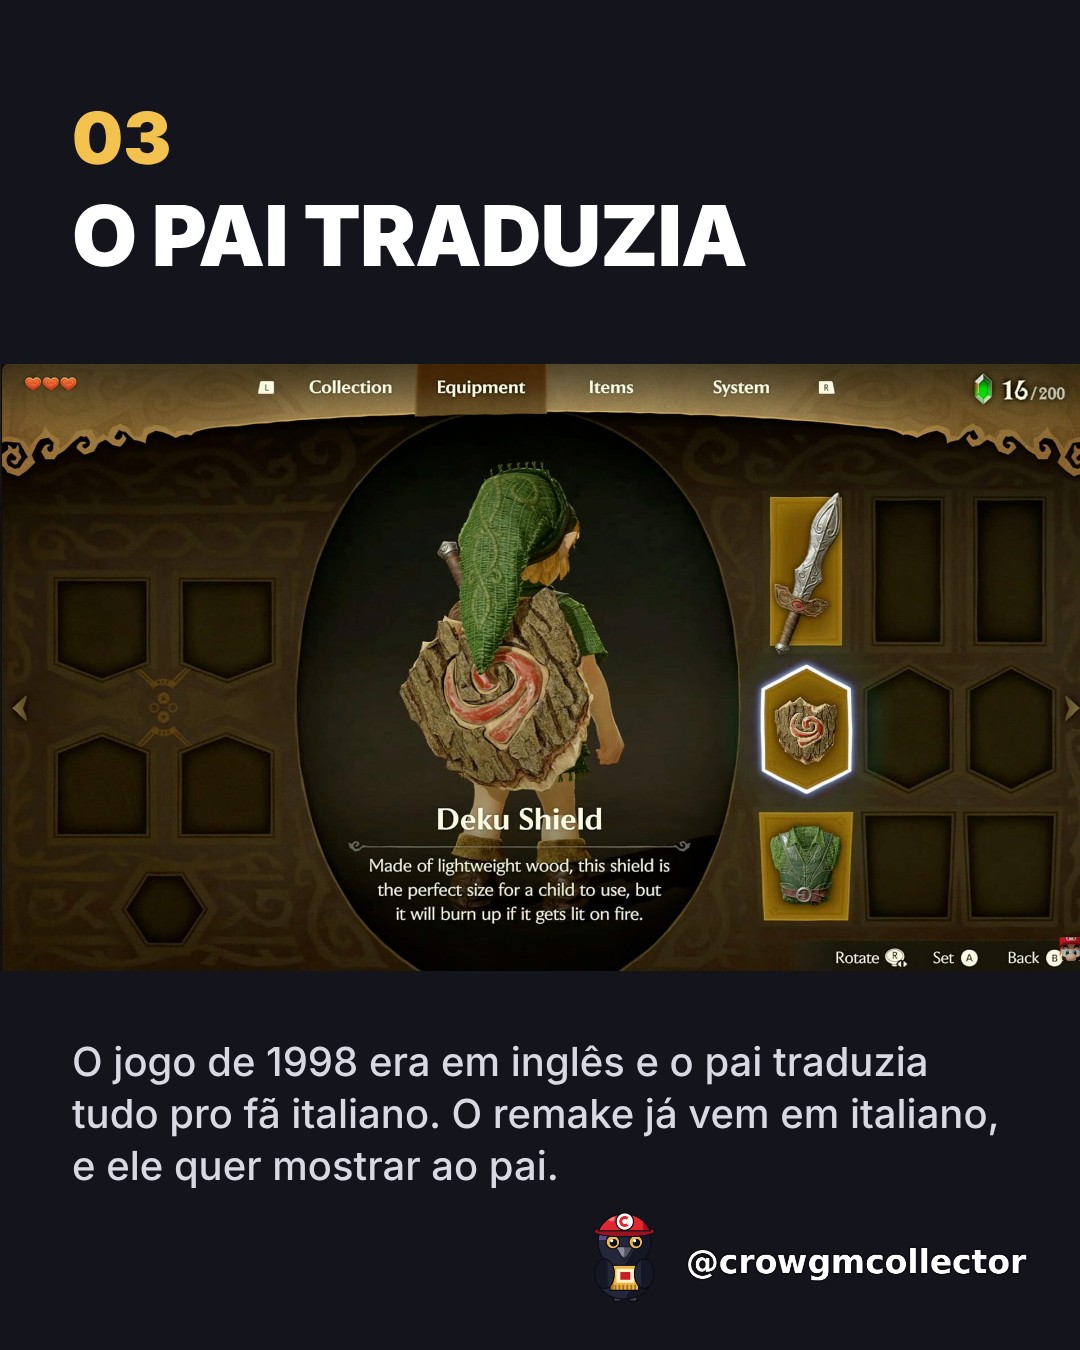 03
O PAI TRADUZIA
L Collection Equipment Items System R 16/200
Deku Shield
Made of lightweight wood, this shield is
the perfect size for a child to use, but
it will burn up if it gets lit on fire.
Rotate R Set A Back B
O jogo de 1998 era em inglês e o pai traduzia
tudo pro fã italiano. O remake já vem em italiano,
e ele quer mostrar ao pai.
C
@crowgmcollector